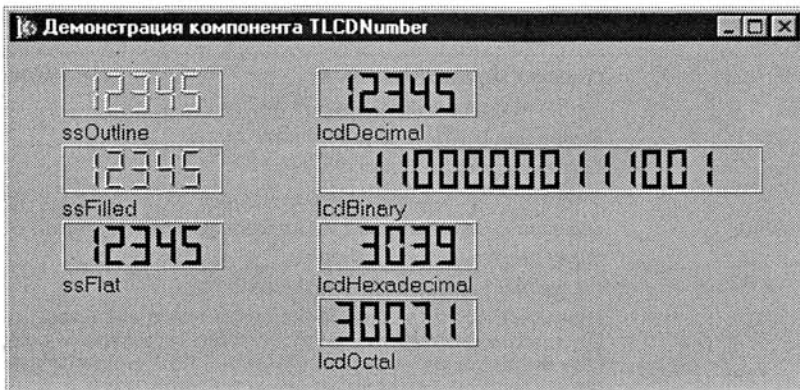 Демонстрация компонента TLCDNumber
12345
ssOutline
12345
ssFilled
12345
ssFlat
12345
lcdDecimal
11000000111001
lcdBinary
3039
lcdHexadecimal
30071
lcdOctal